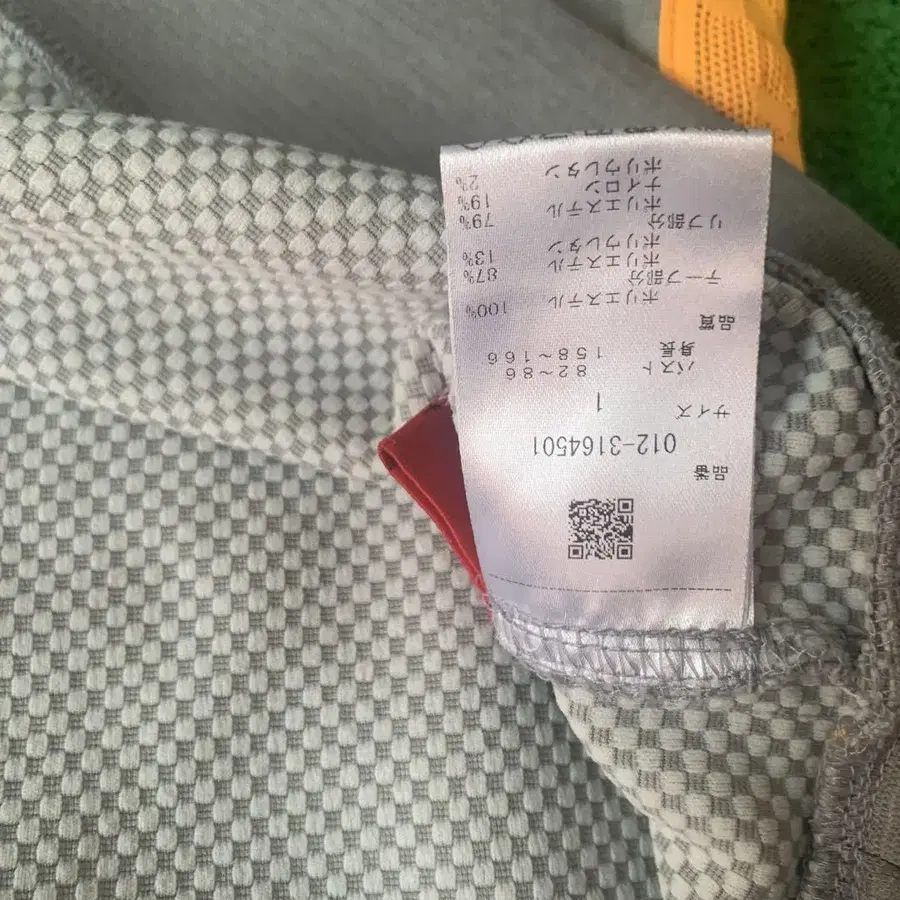 品番
012-3164501
サイズ 1
バスト 82~86
身長 158~166
品質
ポリエステル 100%
テープ部分
ポリエステル 87%
ポリウレタン 13%
リブ部分
ポリエステル 79%
ナイロン 19%
ポリウレタン 2%